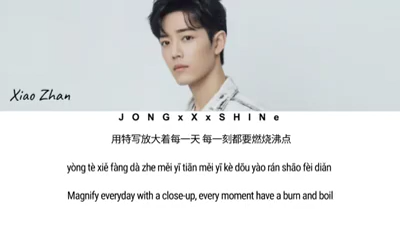 Xiao Zhan
JONGxXxSHINe
用特写放大着每一天 每一刻都要燃烧沸点
yòng tè xiě fàng dà zhe měi yī tiān měi yī kè dōu yào rán shāo fèi diǎn
Magnify everyday with a close-up, every moment have a burn and boil